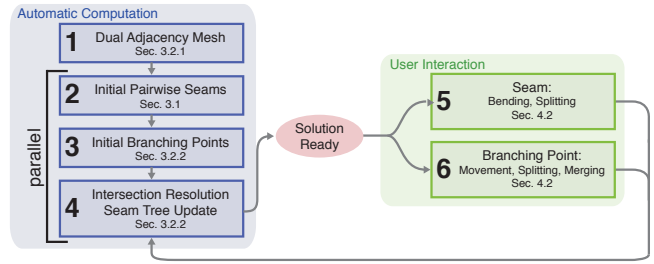 Automatic Computation
1 Dual Adjacency Mesh
Sec. 3.2.1
parallel
2 Initial Pairwise Seams
Sec. 3.1
3 Initial Branching Points
Sec. 3.2.2
4 Intersection Resolution
Seam Tree Update
Sec. 3.2.2
Solution
Ready
User Interaction
5 Seam:
Bending, Splitting
Sec. 4.2
6 Branching Point:
Movement, Splitting, Merging
Sec. 4.2